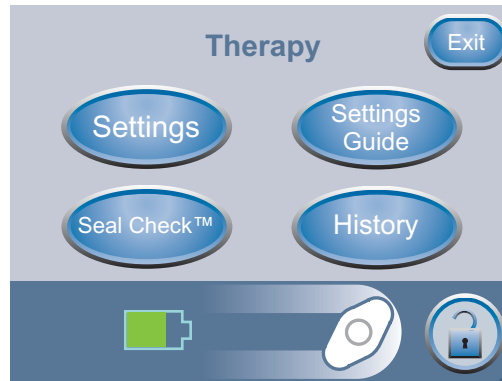 Therapy
Exit
Settings
Settings
Guide
Seal Check™
History